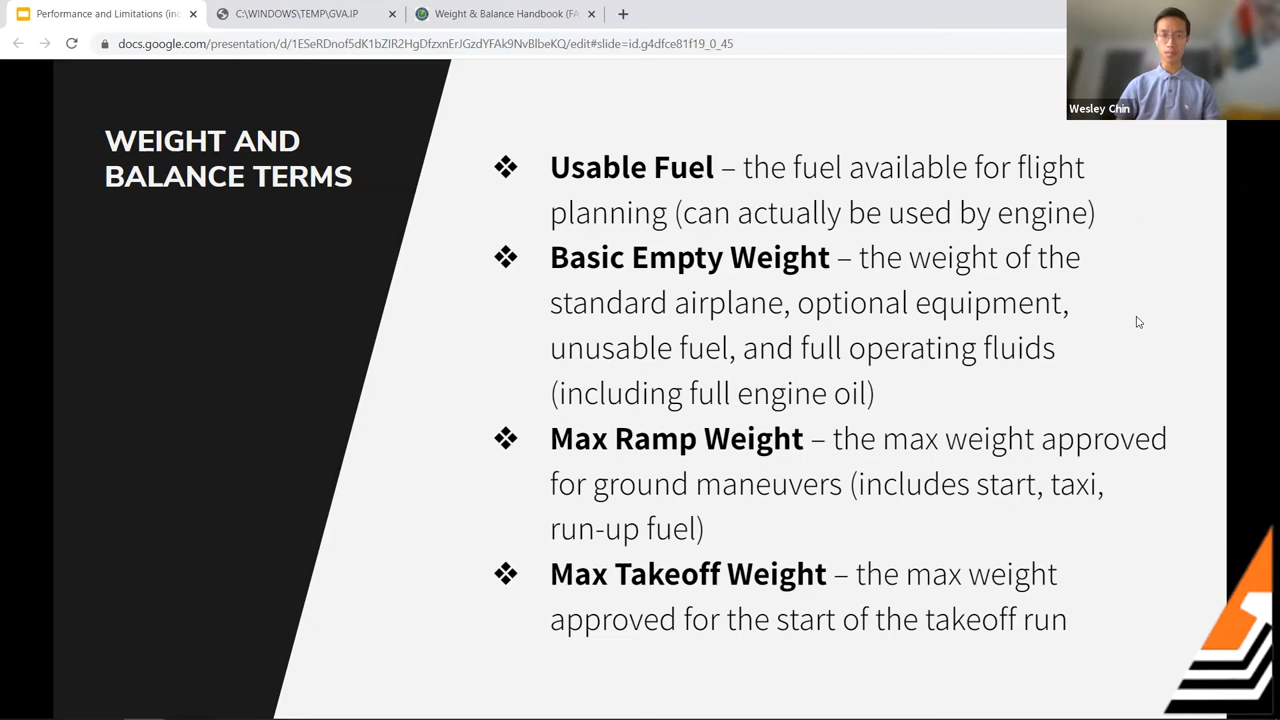 Performance and Limitations (inc
C:\WINDOWS\TEMP\GVA.IP
Weight & Balance Handbook (FA
docs.google.com/presentation/d/1ESeRDnof5dK1bZIR2HgDfzxnErJGzdYFAk9NvBlbeKQ/edit#slide=id.g4dfce81f19_0_45
Wesley Chin
WEIGHT AND
BALANCE TERMS
❖ Usable Fuel – the fuel available for flight
planning (can actually be used by engine)
❖ Basic Empty Weight – the weight of the
standard airplane, optional equipment,
unusable fuel, and full operating fluids
(including full engine oil)
❖ Max Ramp Weight – the max weight approved
for ground maneuvers (includes start, taxi,
run-up fuel)
❖ Max Takeoff Weight – the max weight
approved for the start of the takeoff run